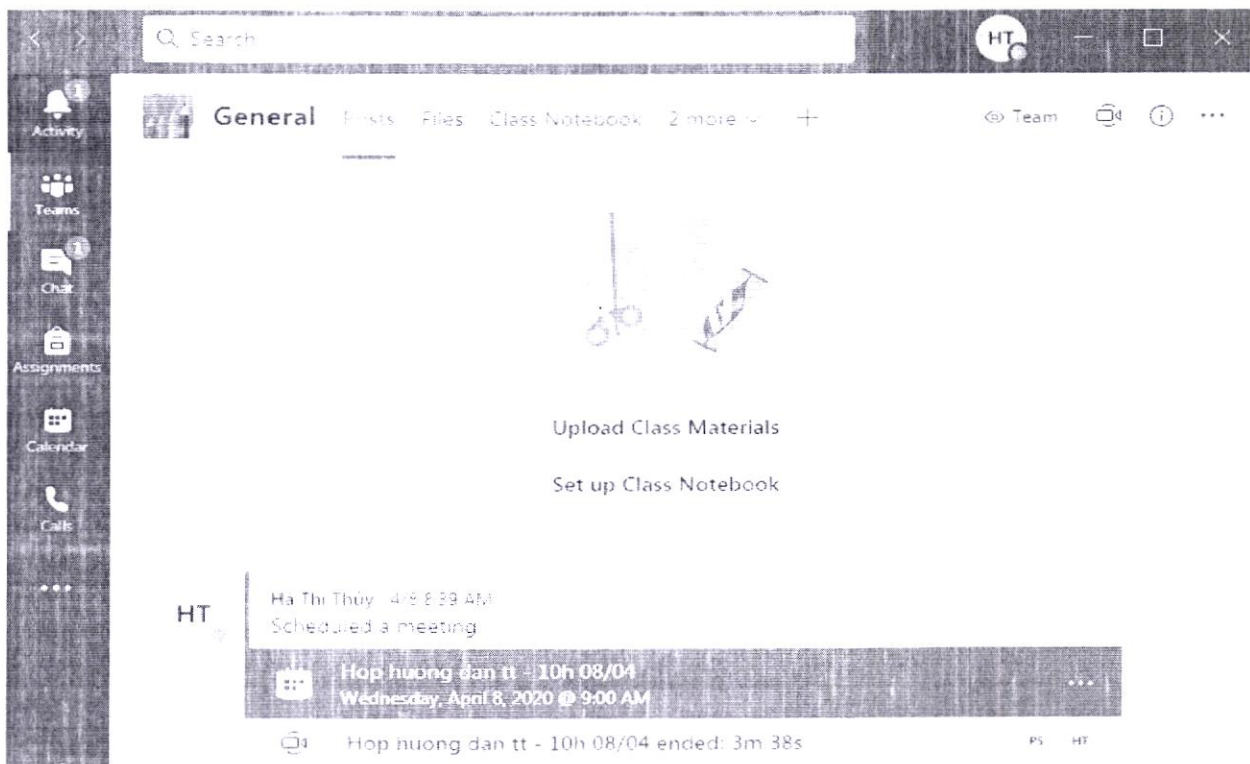 Search
HT
1
Activity
General Posts Files Class Notebook 2 more Team
Teams
1
Chat
Assignments
Calendar
Calls
Upload Class Materials
Set up Class Notebook
HT
Ha Thi Thùy 4/8 8:39 AM
Scheduled a meeting
Hop huong dan tt - 10h 08/04
Wednesday, April 8, 2020 @ 9:00 AM
Hop huong dan tt - 10h 08/04 ended: 3m 38s PS HT